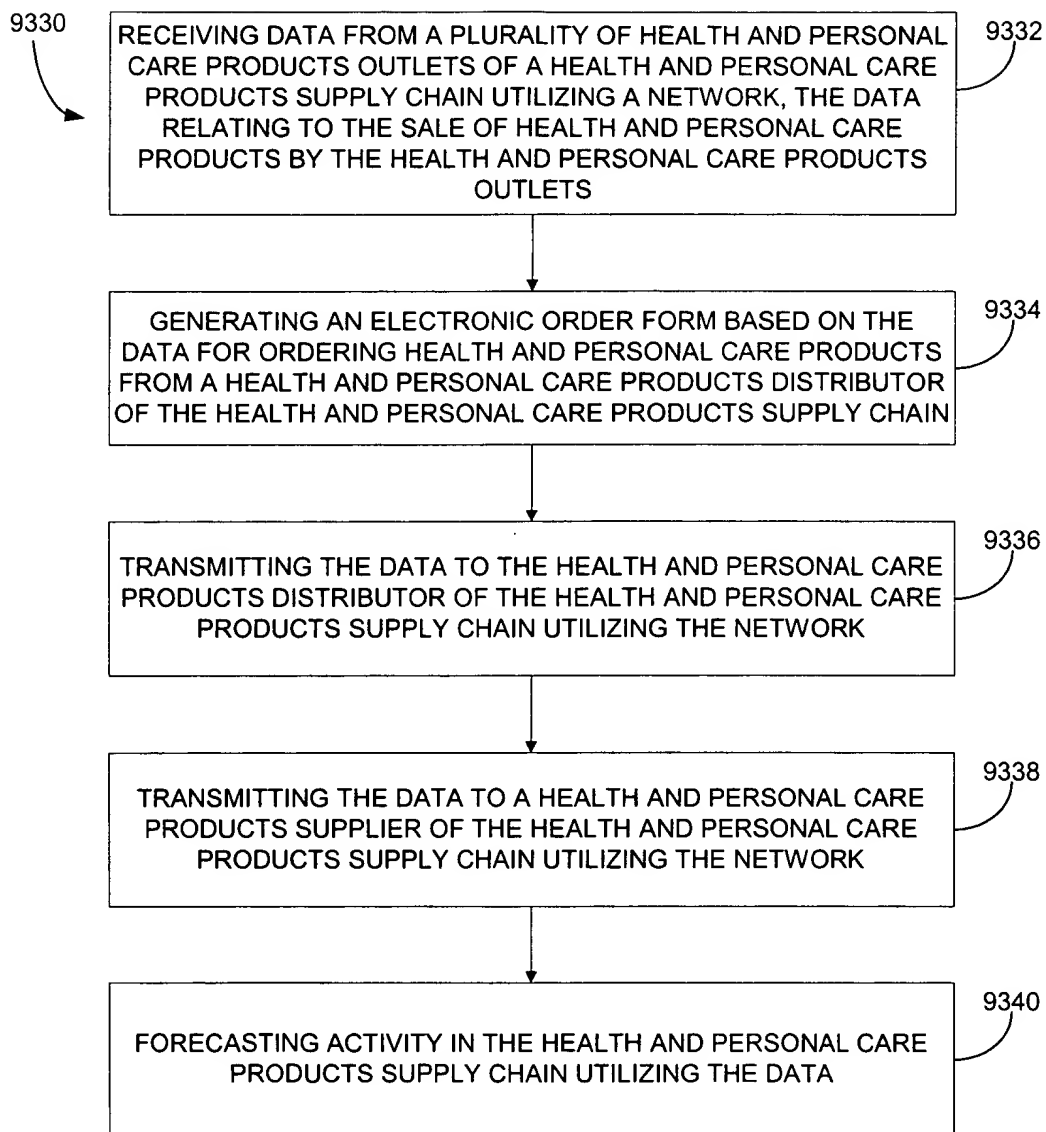 9330
RECEIVING DATA FROM A PLURALITY OF HEALTH AND PERSONAL
CARE PRODUCTS OUTLETS OF A HEALTH AND PERSONAL CARE
PRODUCTS SUPPLY CHAIN UTILIZING A NETWORK, THE DATA
RELATING TO THE SALE OF HEALTH AND PERSONAL CARE
PRODUCTS BY THE HEALTH AND PERSONAL CARE PRODUCTS
OUTLETS
9332
GENERATING AN ELECTRONIC ORDER FORM BASED ON THE
DATA FOR ORDERING HEALTH AND PERSONAL CARE PRODUCTS
FROM A HEALTH AND PERSONAL CARE PRODUCTS DISTRIBUTOR
OF THE HEALTH AND PERSONAL CARE PRODUCTS SUPPLY CHAIN
9334
TRANSMITTING THE DATA TO THE HEALTH AND PERSONAL CARE
PRODUCTS DISTRIBUTOR OF THE HEALTH AND PERSONAL CARE
PRODUCTS SUPPLY CHAIN UTILIZING THE NETWORK
9336
TRANSMITTING THE DATA TO A HEALTH AND PERSONAL CARE
PRODUCTS SUPPLIER OF THE HEALTH AND PERSONAL CARE
PRODUCTS SUPPLY CHAIN UTILIZING THE NETWORK
9338
FORECASTING ACTIVITY IN THE HEALTH AND PERSONAL CARE
PRODUCTS SUPPLY CHAIN UTILIZING THE DATA
9340